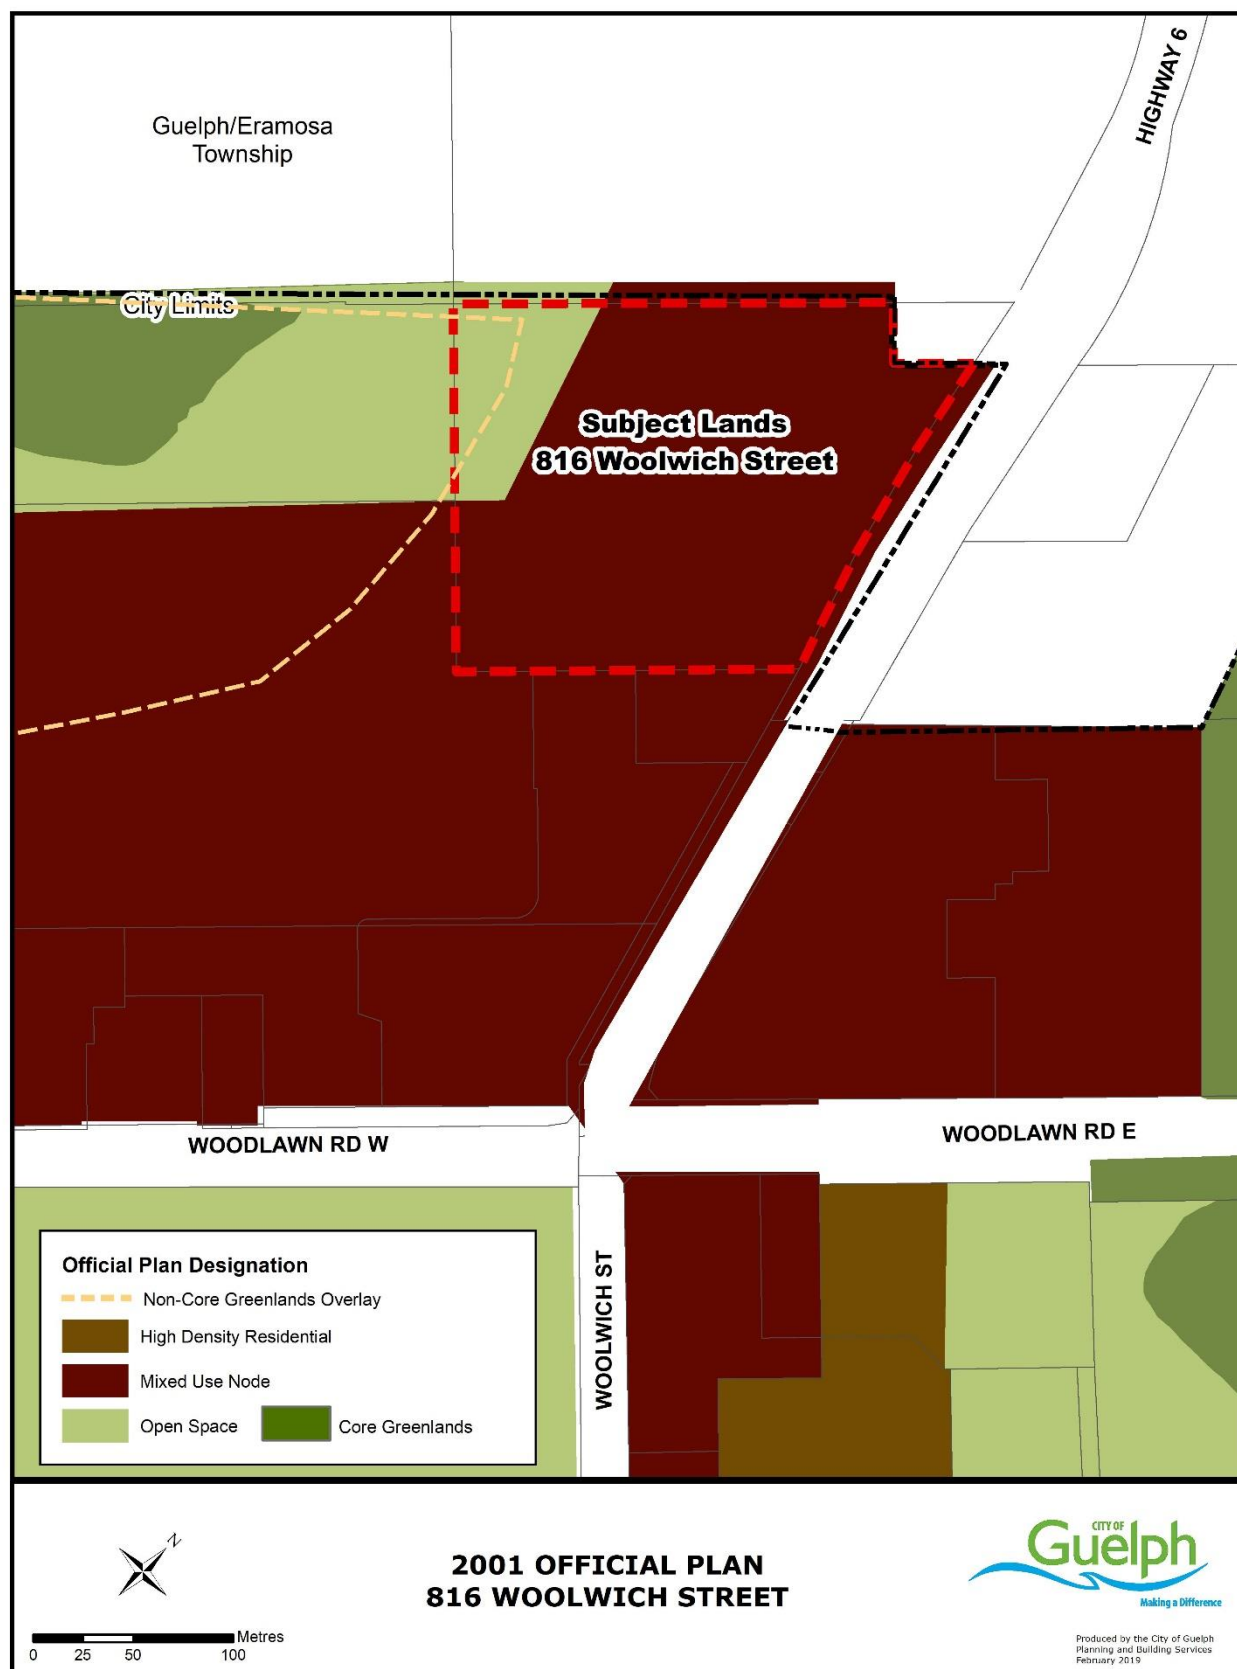 HIGHWAY 6
Guelph/Eramosa
Township
City Limits
Subject Lands
816 Woolwich Street
WOODLAWN RD W
WOODLAWN RD E
WOOLWICH ST
Official Plan Designation
Non-Core Greenlands Overlay
High Density Residential
Mixed Use Node
Open Space
Core Greenlands
N
2001 OFFICIAL PLAN
816 WOOLWICH STREET
CITY OF
Guelph
Making a Difference
Metres
0 25 50 100
Produced by the City of Guelph
Planning and Building Services
February 2019